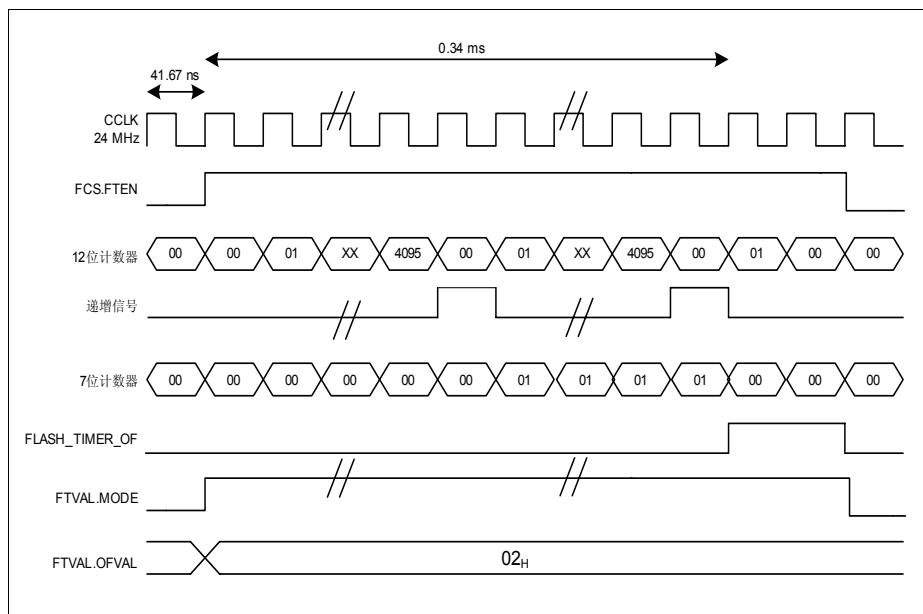 0.34 ms
41.67 ns
CCLK
24 MHz
FCS.FTEN
12位计数器 00 00 01 XX 4095 00 01 XX 4095 00 01 00 00
递增信号
7位计数器 00 00 00 00 00 00 01 01 01 01 00 00 00
FLASH_TIMER_OF
FTVAL.MODE
FTVAL.OFVAL 02H